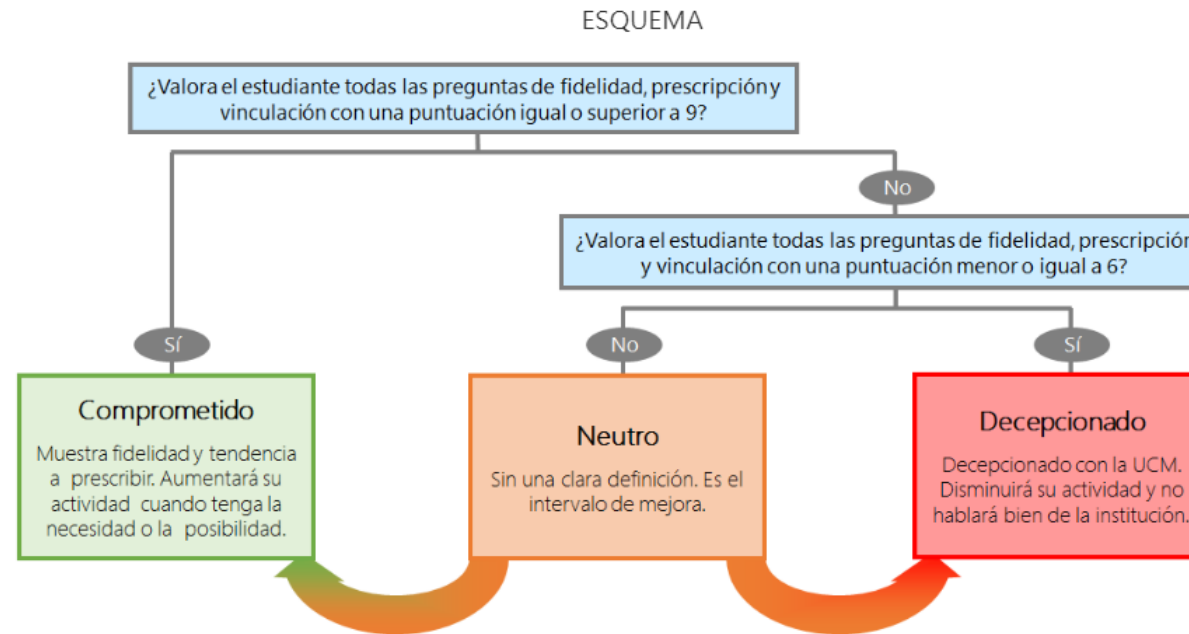 ESQUEMA
¿Valora el estudiante todas las preguntas de fidelidad, prescripción y
vinculación con una puntuación igual o superior a 9?
No
¿Valora el estudiante todas las preguntas de fidelidad, prescripción
y vinculación con una puntuación menor o igual a 6?
Sí
No
Sí
Comprometido
Muestra fidelidad y tendencia
a prescribir. Aumentará su
actividad cuando tenga la
necesidad o la posibilidad.
Neutro
Sin una clara definición. Es el
intervalo de mejora.
Decepcionado
Decepcionado con la UCM.
Disminuirá su actividad y no
hablará bien de la institución.